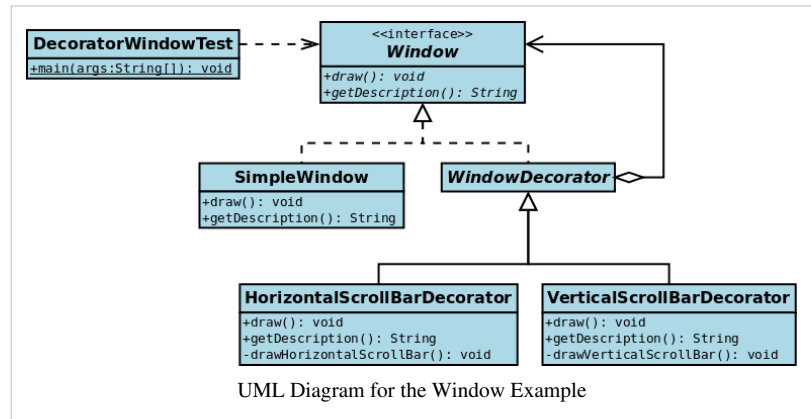 DecoratorWindowTest
+main(args:String[]): void
<<interface>>
Window
+draw(): void
+getDescription(): String
SimpleWindow
+draw(): void
+getDescription(): String
WindowDecorator
HorizontalScrollBarDecorator
+draw(): void
+getDescription(): String
-drawHorizontalScrollBar(): void
VerticalScrollBarDecorator
+draw(): void
+getDescription(): String
-drawVerticalScrollBar(): void
UML Diagram for the Window Example